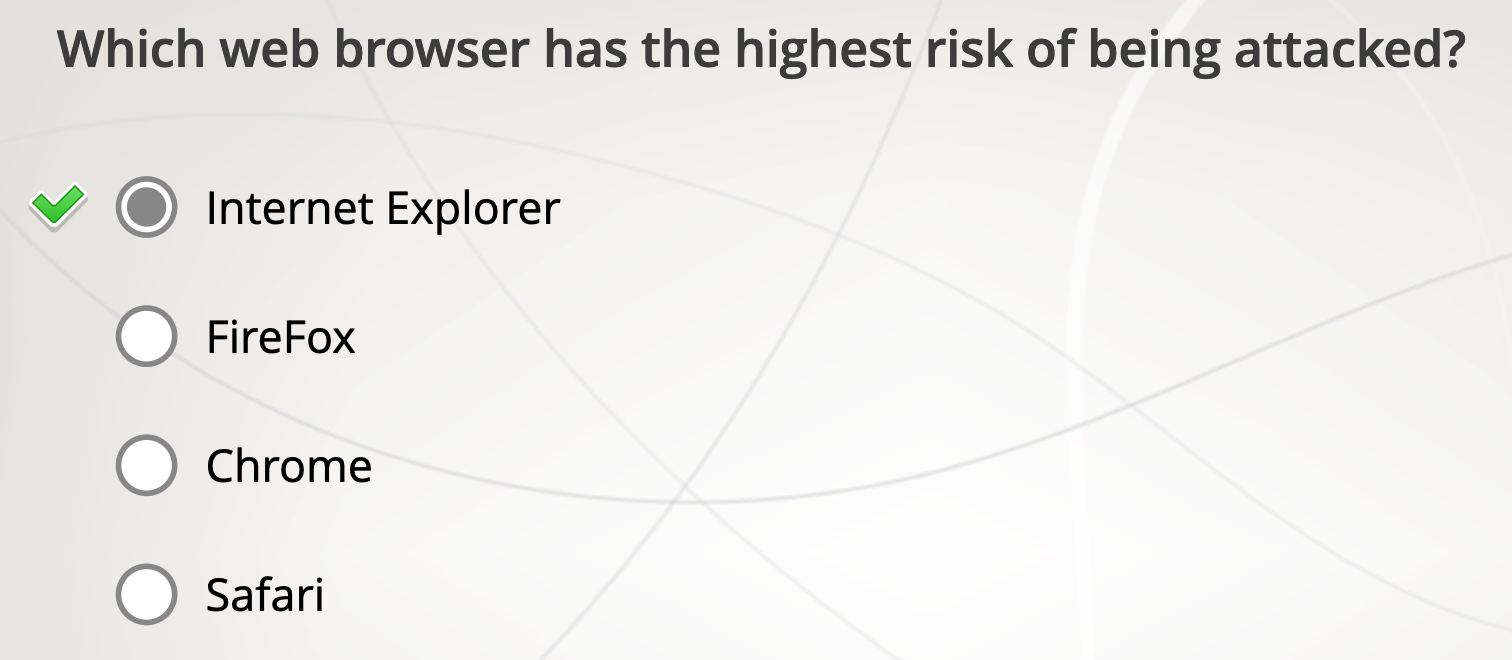 Which web browser has the highest risk of being attacked?
Internet Explorer
FireFox
Chrome
Safari